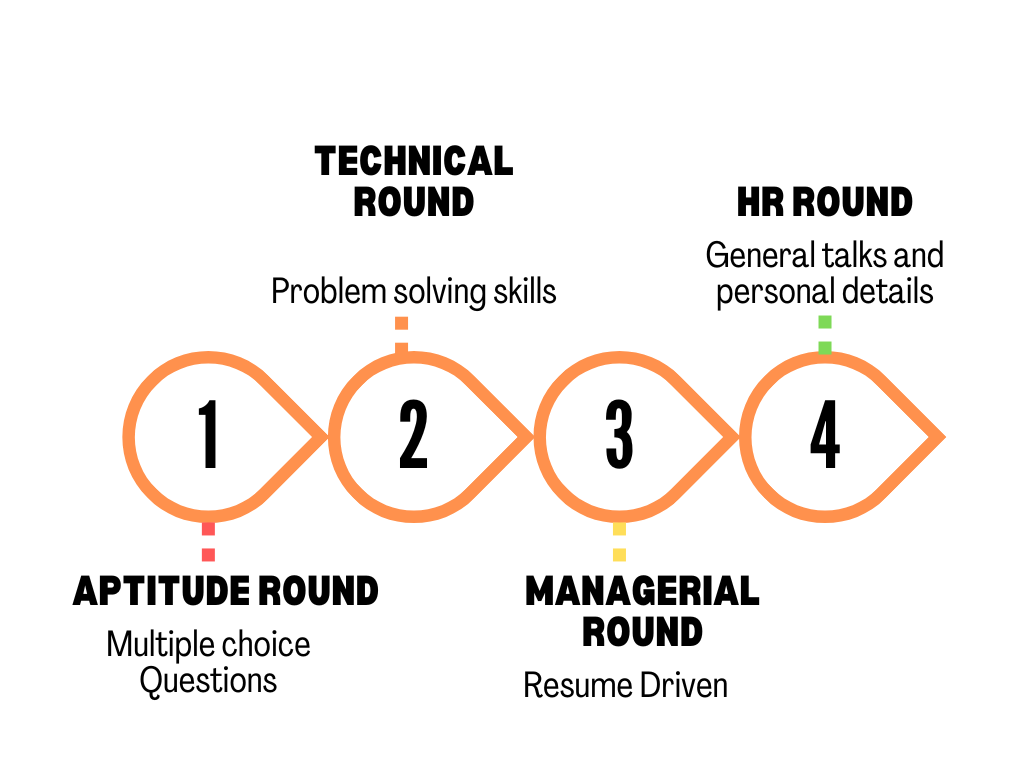 TECHNICAL
ROUND
Problem solving skills
HR ROUND
General talks and
personal details
1
2
3
4
APTITUDE ROUND
Multiple choice
Questions
MANAGERIAL
ROUND
Resume Driven